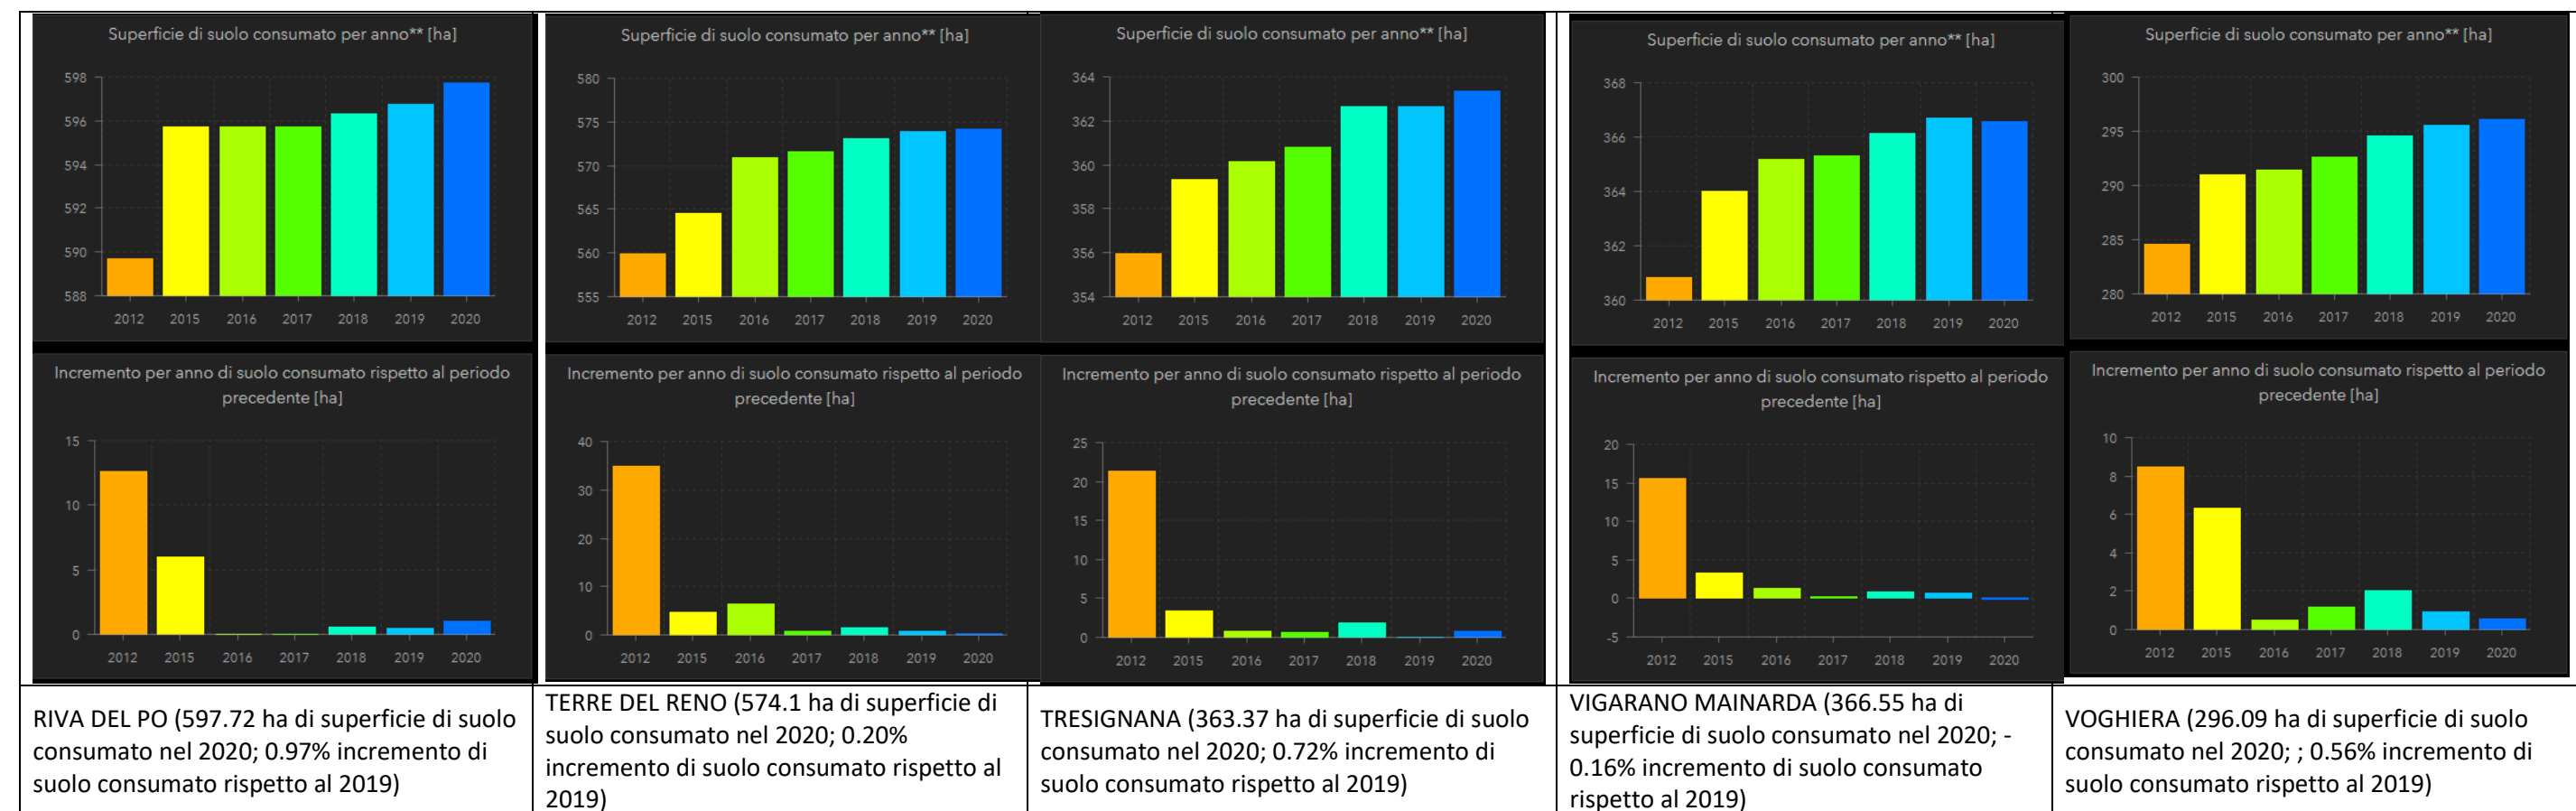 Superficie di suolo consumato per anno** [ha]
598
596
594
592
590
588
2012 2015 2016 2017 2018 2019 2020
Incremento per anno di suolo consumato rispetto al periodo
precedente [ha]
15
10
5
0
2012 2015 2016 2017 2018 2019 2020
RIVA DEL PO (597.72 ha di superficie di suolo
consumato nel 2020; 0.97% incremento di
suolo consumato rispetto al 2019)
Superficie di suolo consumato per anno** [ha]
580
575
570
565
560
555
2012 2015 2016 2017 2018 2019 2020
Incremento per anno di suolo consumato rispetto al periodo
precedente [ha]
40
30
20
10
0
2012 2015 2016 2017 2018 2019 2020
TERRE DEL RENO (574.1 ha di superficie di
suolo consumato nel 2020; 0.20%
incremento di suolo consumato rispetto al
2019)
Superficie di suolo consumato per anno** [ha]
364
362
360
358
356
354
2012 2015 2016 2017 2018 2019 2020
Incremento per anno di suolo consumato rispetto al periodo
precedente [ha]
25
20
15
10
5
0
2012 2015 2016 2017 2018 2019 2020
TRESIGNANA (363.37 ha di superficie di suolo
consumato nel 2020; 0.72% incremento di
suolo consumato rispetto al 2019)
Superficie di suolo consumato per anno** [ha]
368
366
364
362
360
2012 2015 2016 2017 2018 2019 2020
Incremento per anno di suolo consumato rispetto al periodo
precedente [ha]
20
15
10
5
0
-5
2012 2015 2016 2017 2018 2019 2020
VIGARANO MAINARDA (366.55 ha di
superficie di suolo consumato nel 2020; -
0.16% incremento di suolo consumato
rispetto al 2019)
Superficie di suolo consumato per anno** [ha]
300
295
290
285
280
2012 2015 2016 2017 2018 2019 2020
Incremento per anno di suolo consumato rispetto al periodo
precedente [ha]
10
8
6
4
2
0
2012 2015 2016 2017 2018 2019 2020
VOGHIERA (296.09 ha di superficie di suolo
consumato nel 2020; ; 0.56% incremento di
suolo consumato rispetto al 2019)